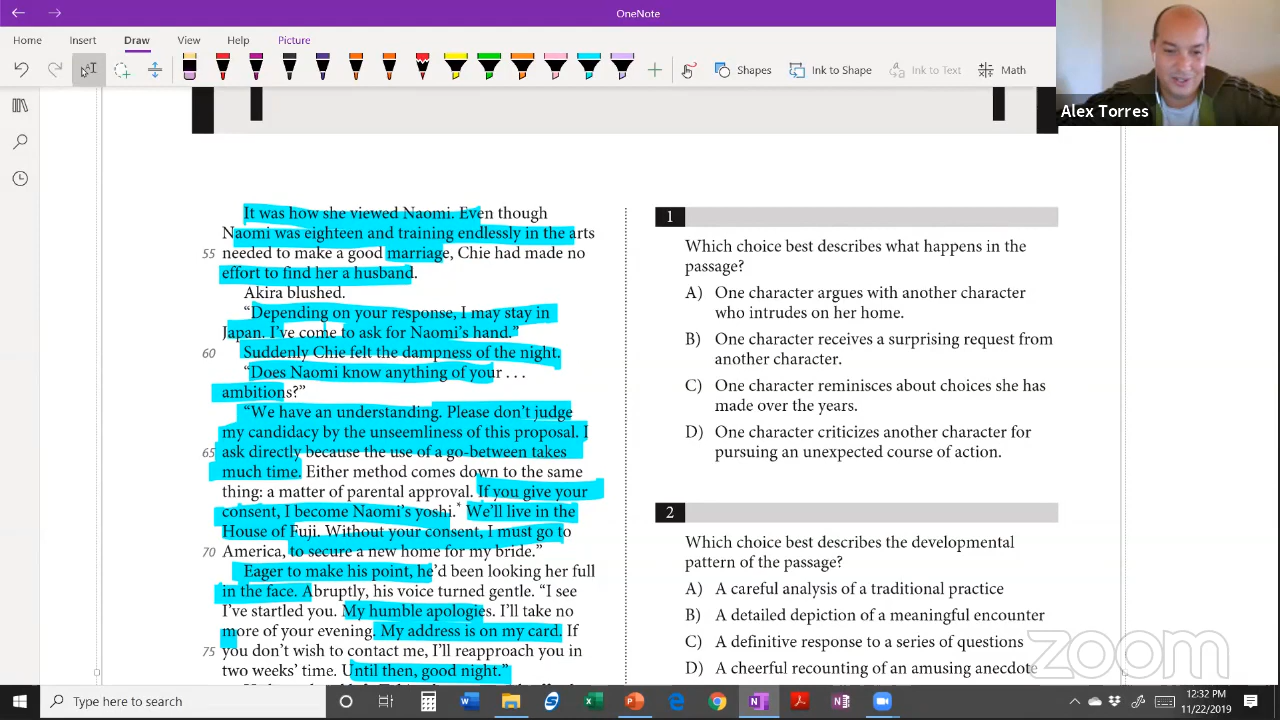 OneNote
Home Insert Draw View Help Picture
Shapes Ink to Shape Ink to Text Math
Alex Torres
It was how she viewed Naomi. Even though
Naomi was eighteen and training endlessly in the arts
55 needed to make a good marriage, Chie had made no
effort to find her a husband.
Akira blushed.
“Depending on your response, I may stay in
Japan. I’ve come to ask for Naomi’s hand.”
60 Suddenly Chie felt the dampness of the night.
“Does Naomi know anything of your . . .
ambitions?”
“We have an understanding. Please don’t judge
my candidacy by the unseemliness of this proposal. I
65 ask directly because the use of a go-between takes
much time. Either method comes down to the same
thing: a matter of parental approval. If you give your
consent, I become Naomi’s yoshi.* We’ll live in the
House of Fuji. Without your consent, I must go to
70 America, to secure a new home for my bride.”
Eager to make his point, he’d been looking her full
in the face. Abruptly, his voice turned gentle. “I see
I’ve startled you. My humble apologies. I’ll take no
more of your evening. My address is on my card. If
75 you don’t wish to contact me, I’ll reapproach you in
two weeks’ time. Until then, good night.”
1
Which choice best describes what happens in the
passage?
A) One character argues with another character
who intrudes on her home.
B) One character receives a surprising request from
another character.
C) One character reminisces about choices she has
made over the years.
D) One character criticizes another character for
pursuing an unexpected course of action.
2
Which choice best describes the developmental
pattern of the passage?
A) A careful analysis of a traditional practice
B) A detailed depiction of a meaningful encounter
C) A definitive response to a series of questions
D) A cheerful recounting of an amusing anecdote
zoom
Type here to search
12:32 PM
11/22/2019